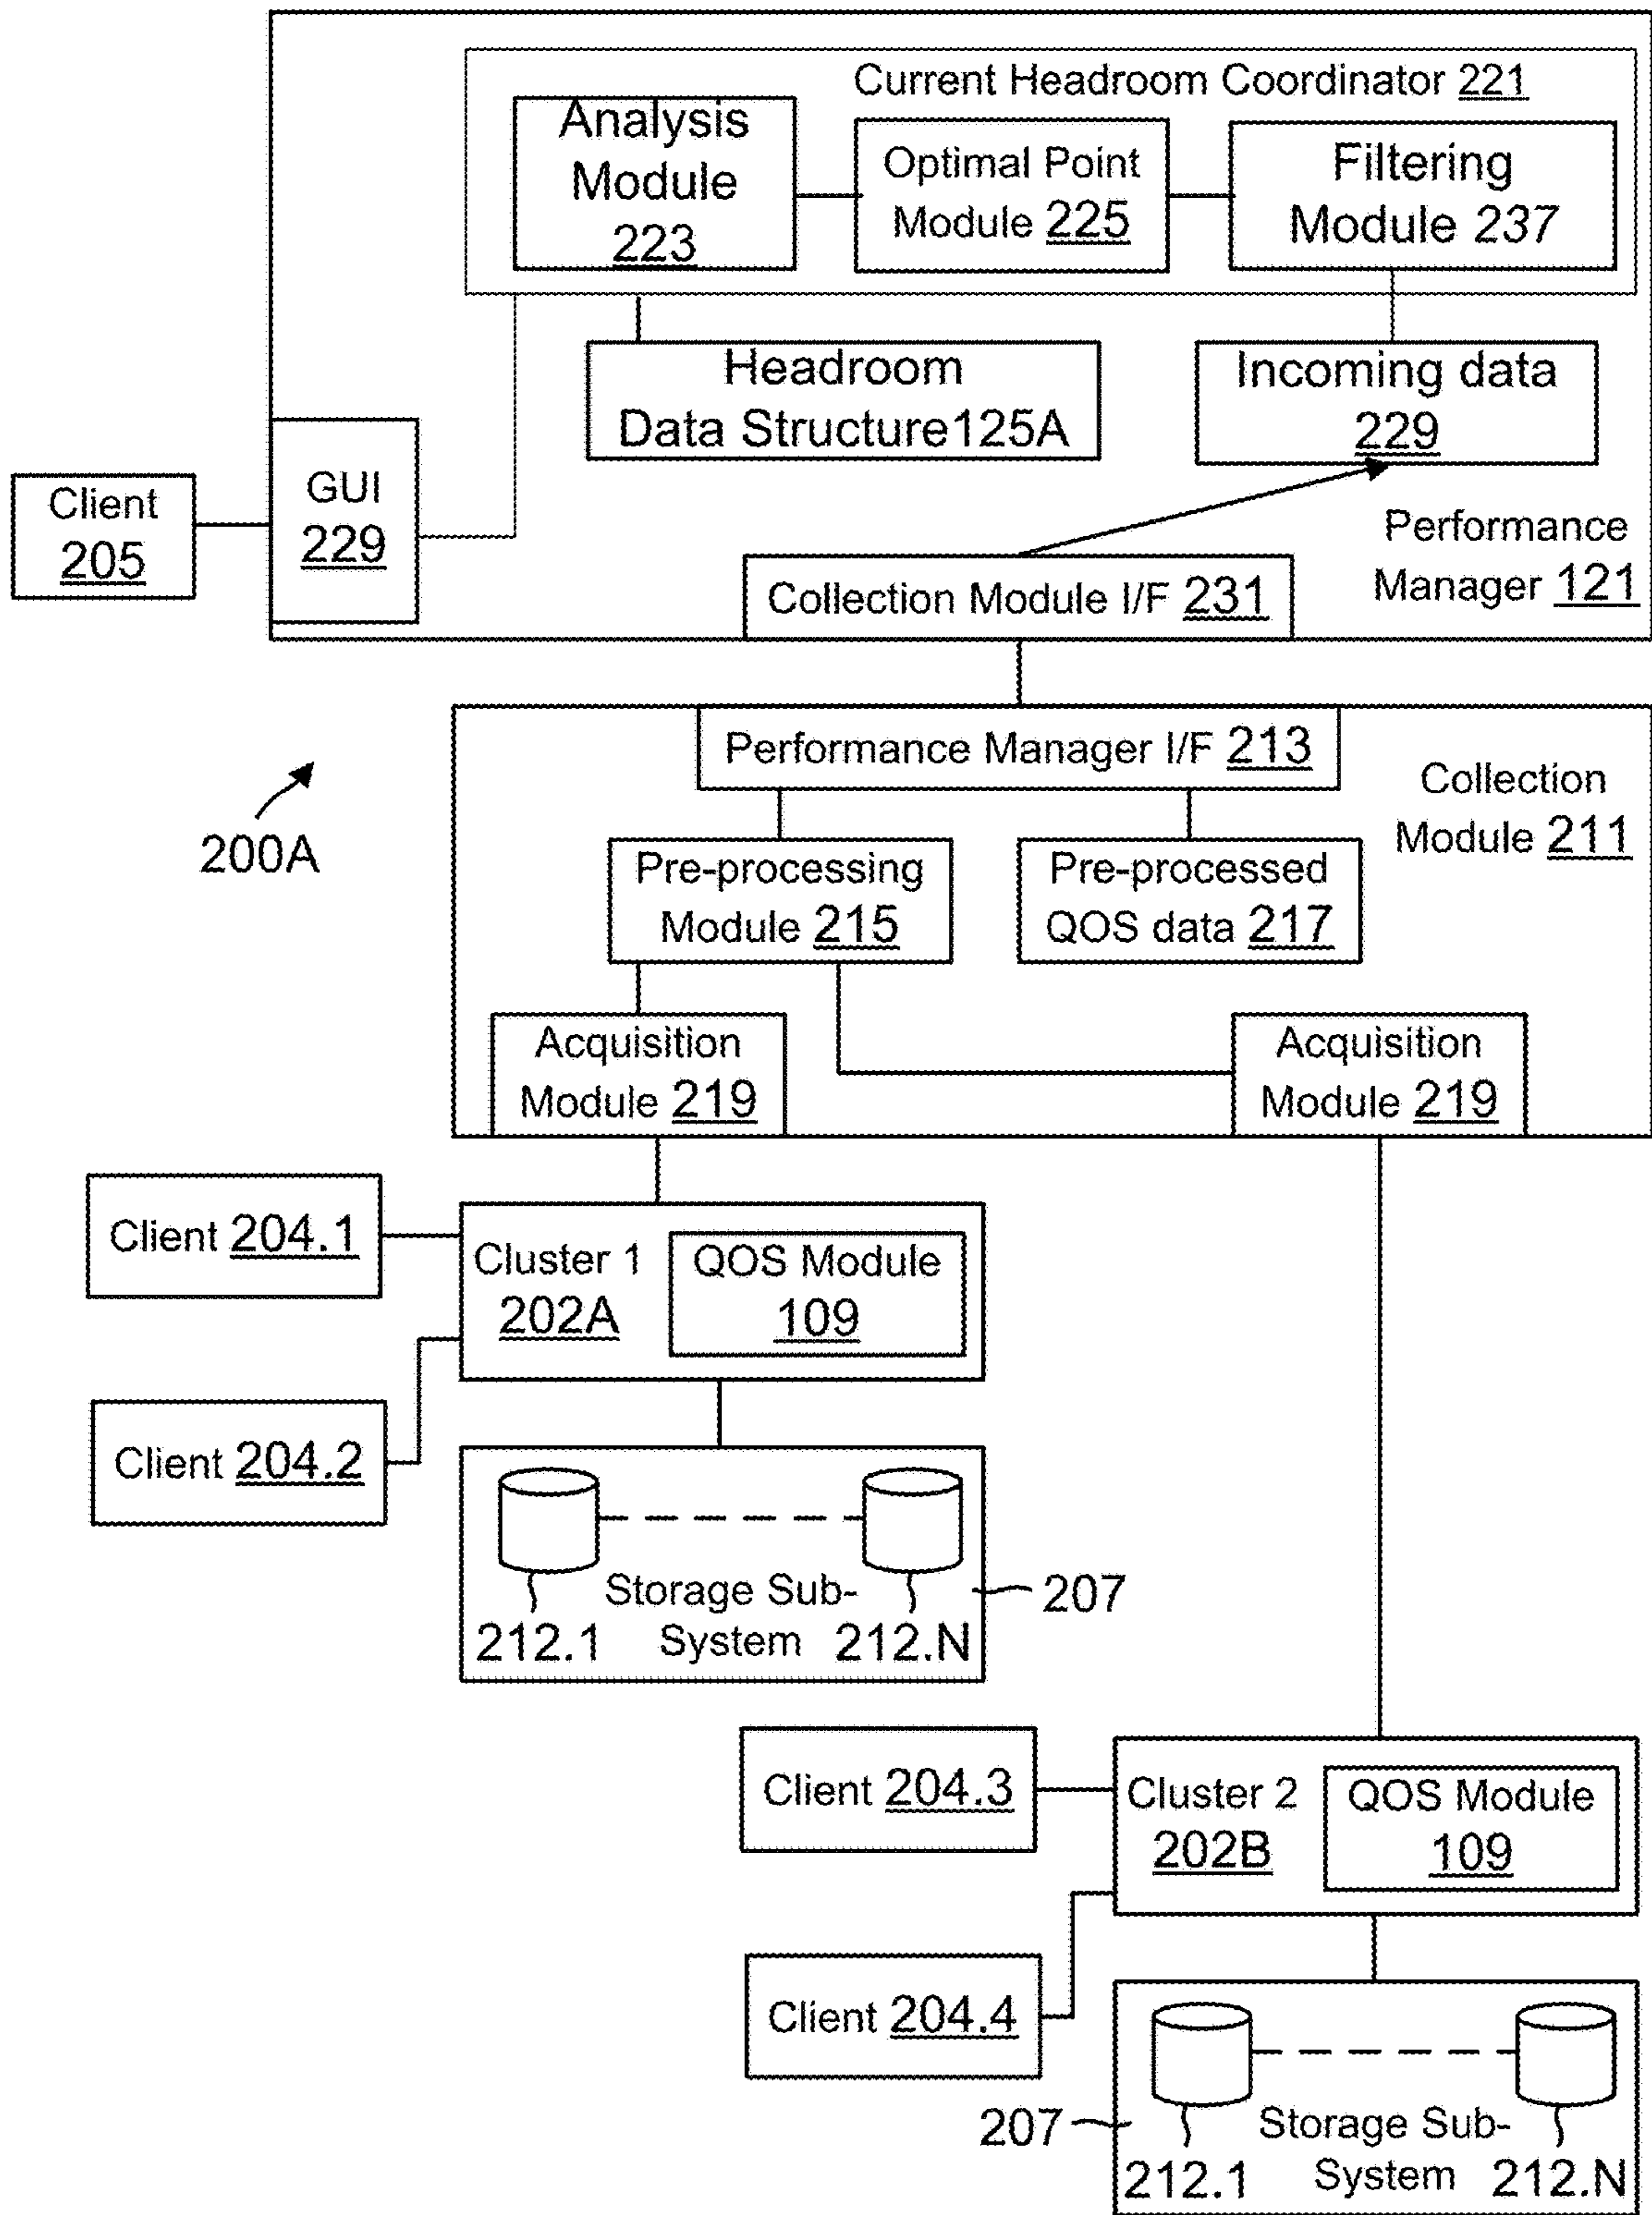 Current Headroom Coordinator 221
Analysis
Module
223
Optimal Point
Module 225
Filtering
Module 237
Headroom
Data Structure125A
Incoming data
229
GUI
229
Client
205
Performance
Manager 121
Collection Module I/F 231
Performance Manager I/F 213
Collection
Module 211
200A
Pre-processing
Module 215
Pre-processed
QOS data 217
Acquisition
Module 219
Acquisition
Module 219
Client 204.1
Cluster 1
202A
QOS Module
109
Client 204.2
Storage Sub-
System
212.1
212.N
207
Client 204.3
Cluster 2
202B
QOS Module
109
Client 204.4
207
Storage Sub-
System
212.1
212.N